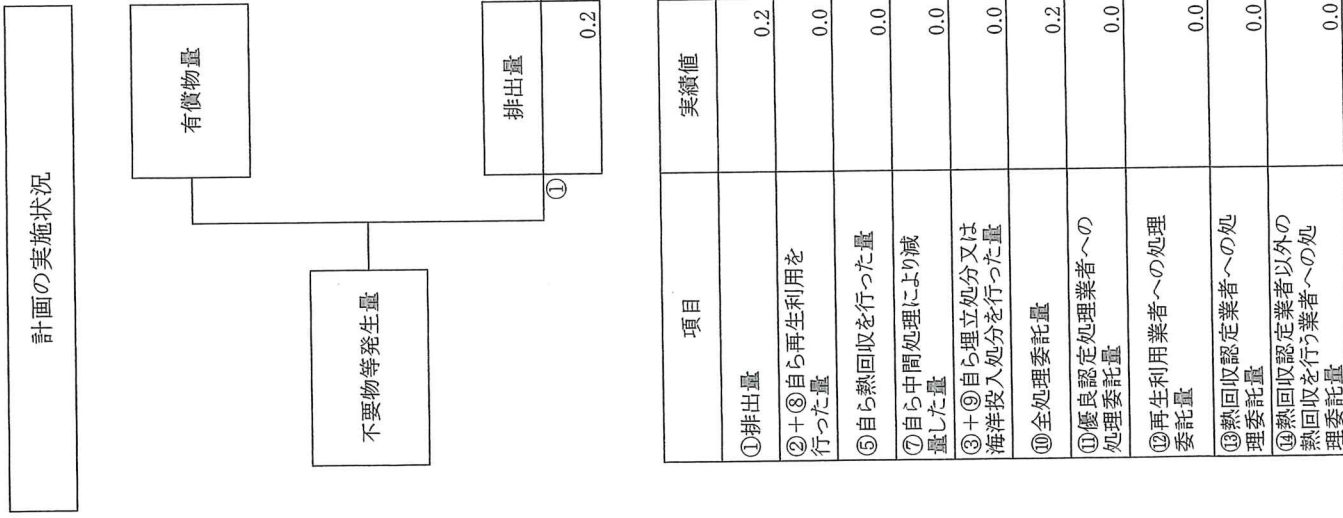 計画の実施状況
不要物等発生量
有償物量
①
排出量
0.2
項目
実績値
①排出量
0.2
②+⑧自ら再生利用を
行った量
0.0
⑤自ら熱回収を行った量
0.0
⑦自ら中間処理により減
量した量
0.0
③+⑨自ら埋立処分又は
海洋投入処分を行った量
0.0
⑩全処理委託量
0.2
⑪優良認定処理業者への
処理委託量
0.0
⑫再生利用業者への処理
委託量
0.0
⑬熱回収認定業者への処
理委託量
0.0
⑭熱回収認定業者以外の
熱回収を行う業者への処
理委託量
0.0